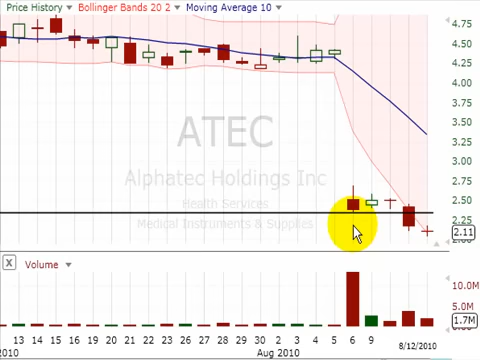 Price History Bollinger Bands 20 2 Moving Average 10
4.75
4.50
4.25
4.00
3.75
3.50
3.25
3.00
2.75
2.50
2.25
2.11
2.00
ATEC
Alphatec Holdings Inc
Health Services
Medical Instruments & Supplies
X Volume
10.0M
5.0M
1.7M
13 14 15 16 19 20 21 22 23 26 27 28 29 30 2 3 4 5 6 9 8/12/2010
2010 Aug 2010